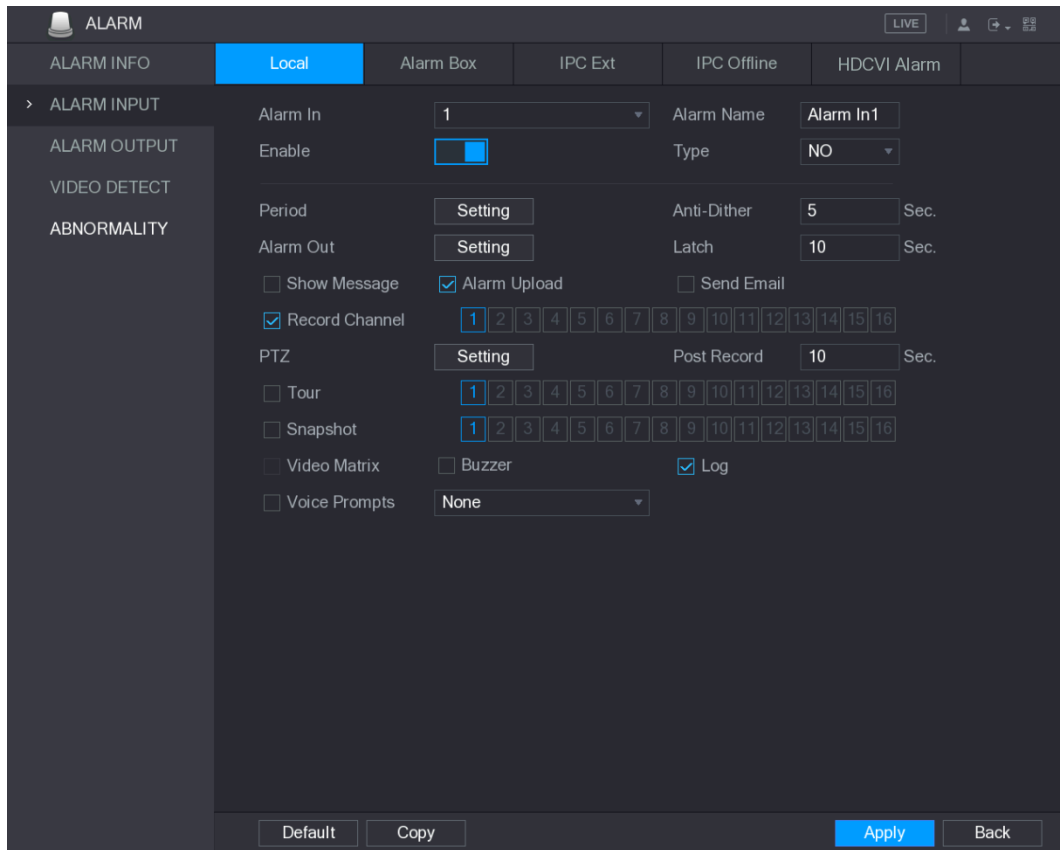 ALARM LIVE
ALARM INFO
ALARM INPUT
ALARM OUTPUT
VIDEO DETECT
ABNORMALITY
Local Alarm Box IPC Ext IPC Offline HDCVI Alarm
Alarm In 1 Alarm Name Alarm In1
Enable Type NO
Period Setting Anti-Dither 5 Sec.
Alarm Out Setting Latch 10 Sec.
Show Message Alarm Upload Send Email
Record Channel 1 2 3 4 5 6 7 8 9 10 11 12 13 14 15 16
PTZ Setting Post Record 10 Sec.
Tour 1 2 3 4 5 6 7 8 9 10 11 12 13 14 15 16
Snapshot 1 2 3 4 5 6 7 8 9 10 11 12 13 14 15 16
Video Matrix Buzzer Log
Voice Prompts None
Default Copy Apply Back